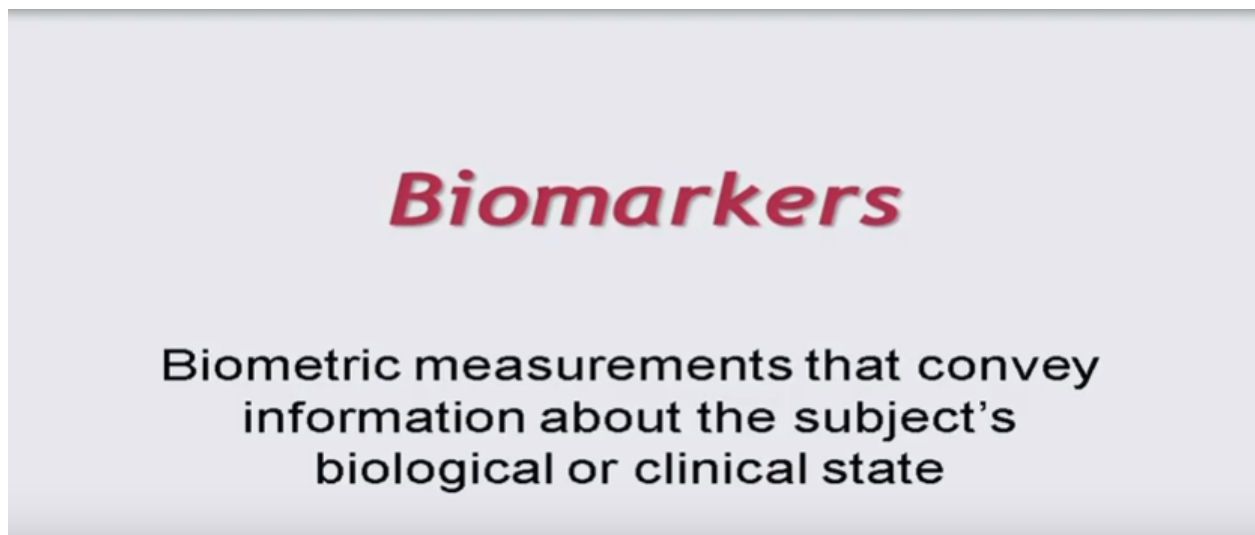 Biomarkers
Biometric measurements that convey
information about the subject’s
biological or clinical state